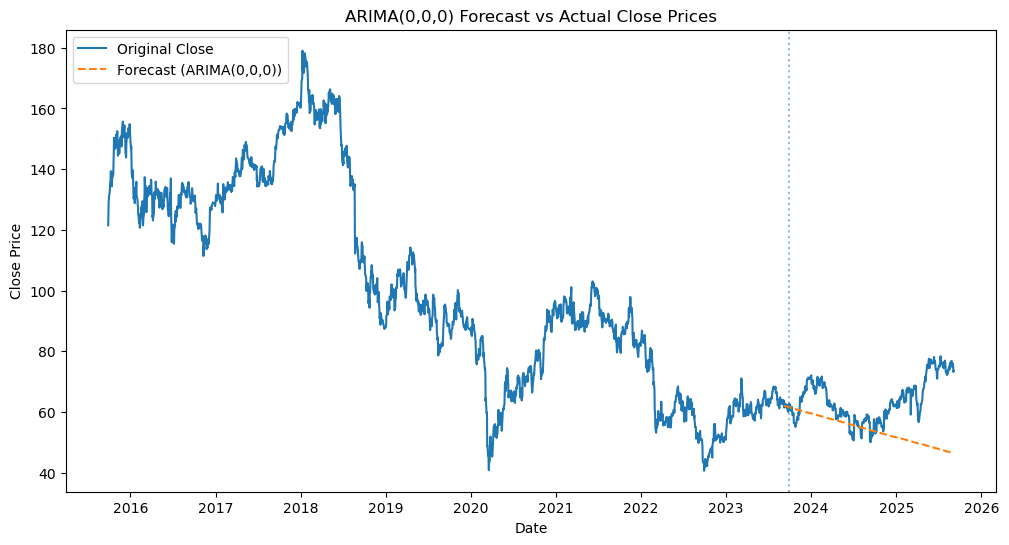 ARIMA(0,0,0) Forecast vs Actual Close Prices
Original Close
Forecast (ARIMA(0,0,0))
Close Price
180
160
140
120
100
80
60
40
2016 2017 2018 2019 2020 2021 2022 2023 2024 2025 2026
Date